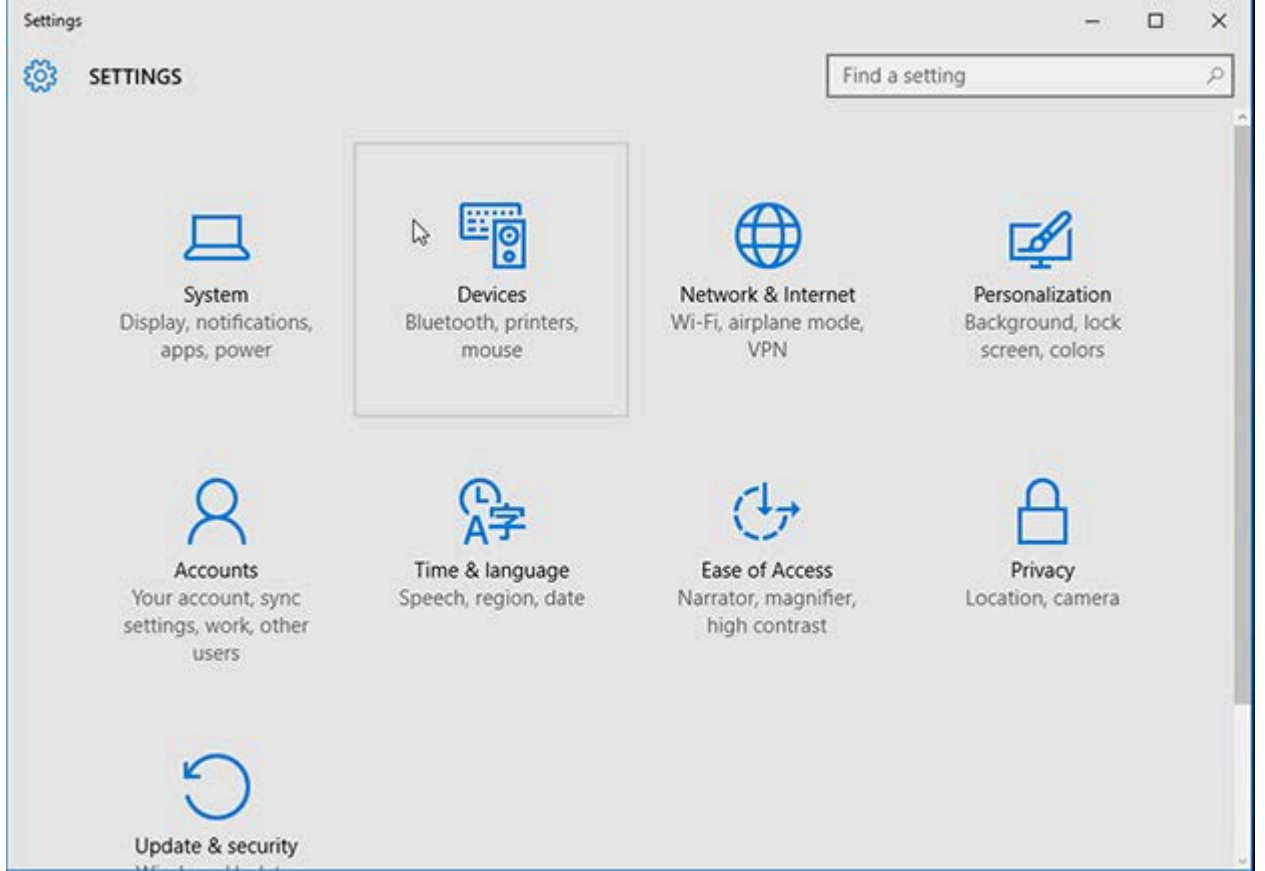 Settings
SETTINGS
Find a setting
System
Display, notifications,
apps, power
Devices
Bluetooth, printers,
mouse
Network & Internet
Wi-Fi, airplane mode,
VPN
Personalization
Background, lock
screen, colors
Accounts
Your account, sync
settings, work, other
users
Time & language
Speech, region, date
Ease of Access
Narrator, magnifier,
high contrast
Privacy
Location, camera
Update & security